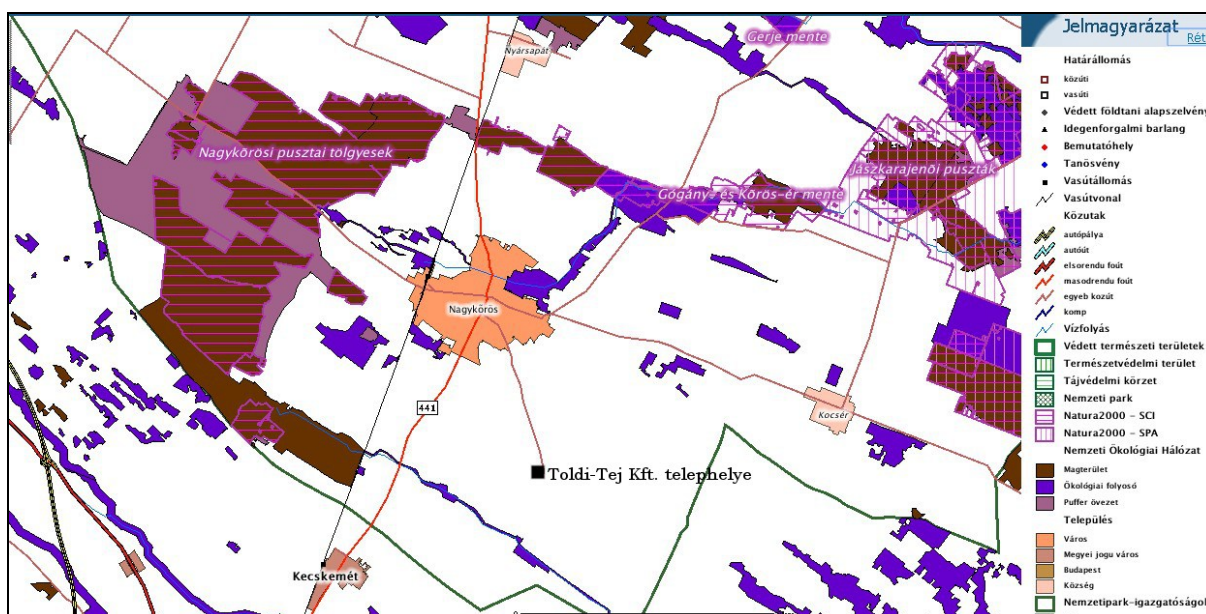 Gerje mente
Nyársapát
Nagykőrösi pusztai tölgyesek
Jászkarajenői puszták
Gógány- és Kőrös-ér mente
Nagykőrös
441
Kocsér
Toldi-Tej Kft. telephelye
Kecskemét
Jelmagyarázat
Rét
Határállomás
közúti
vasúti
Védett földtani alapszelvény
Idegenforgalmi barlang
Bemutatóhely
Tanösvény
Vasútállomás
Vasútvonal
Közutak
autópálya
autóút
elsorendu foút
masodrendu foút
egyeb kozút
komp
Vízfolyás
Védett természeti területek
Természetvédelmi terület
Tájvédelmi körzet
Nemzeti park
Natura2000 - SCI
Natura2000 - SPA
Nemzeti Ökológiai Hálózat
Magterület
Ökológiai folyosó
Puffer övezet
Település
Város
Megyei jogu város
Budapest
Község
Nemzetipark-igazgatóságok